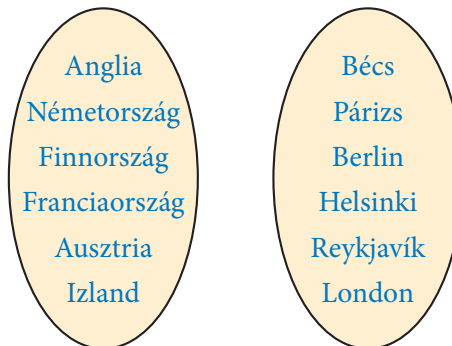 Anglia
Németország
Finnország
Franciaország
Ausztria
Izland
Bécs
Párizs
Berlin
Helsinki
Reykjavík
London